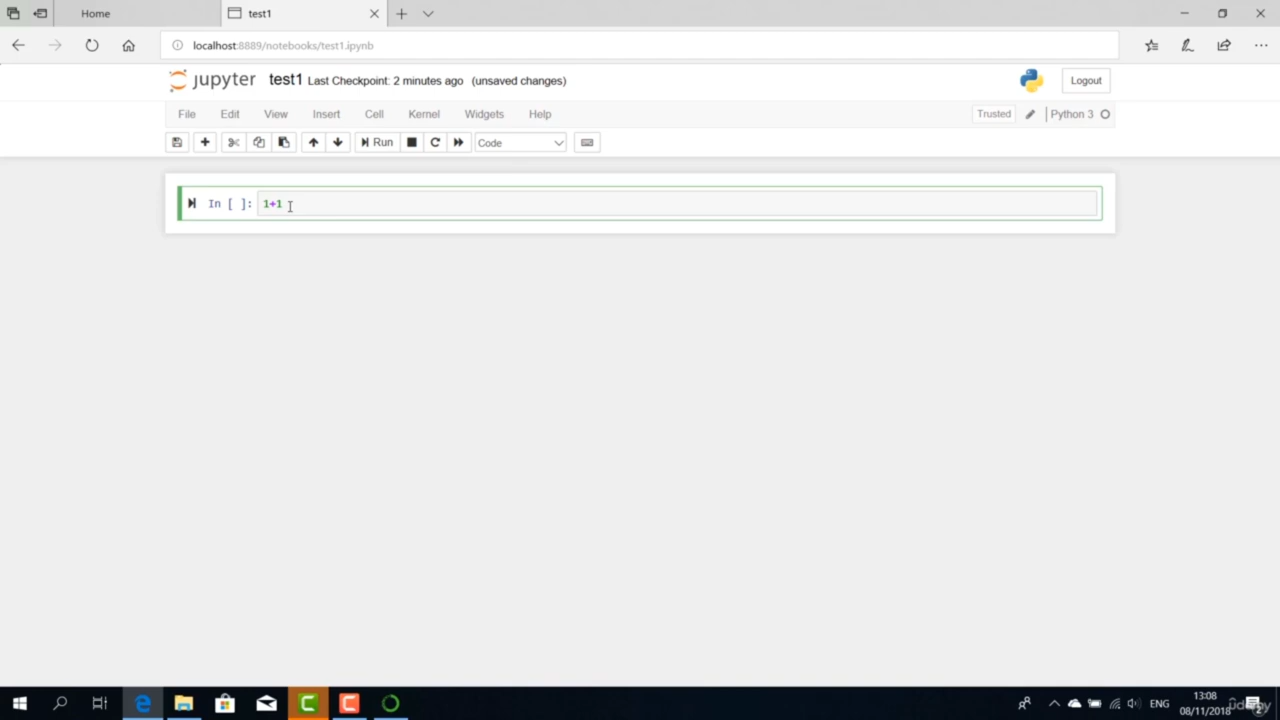 Home
test1
localhost:8889/notebooks/test1.ipynb
jupyter test1 Last Checkpoint: 2 minutes ago (unsaved changes)
Logout
File Edit View Insert Cell Kernel Widgets Help
Trusted
Python 3
Run
Code
In [ ]: 1+1
ENG
13:08
08/11/2018
udemy
2